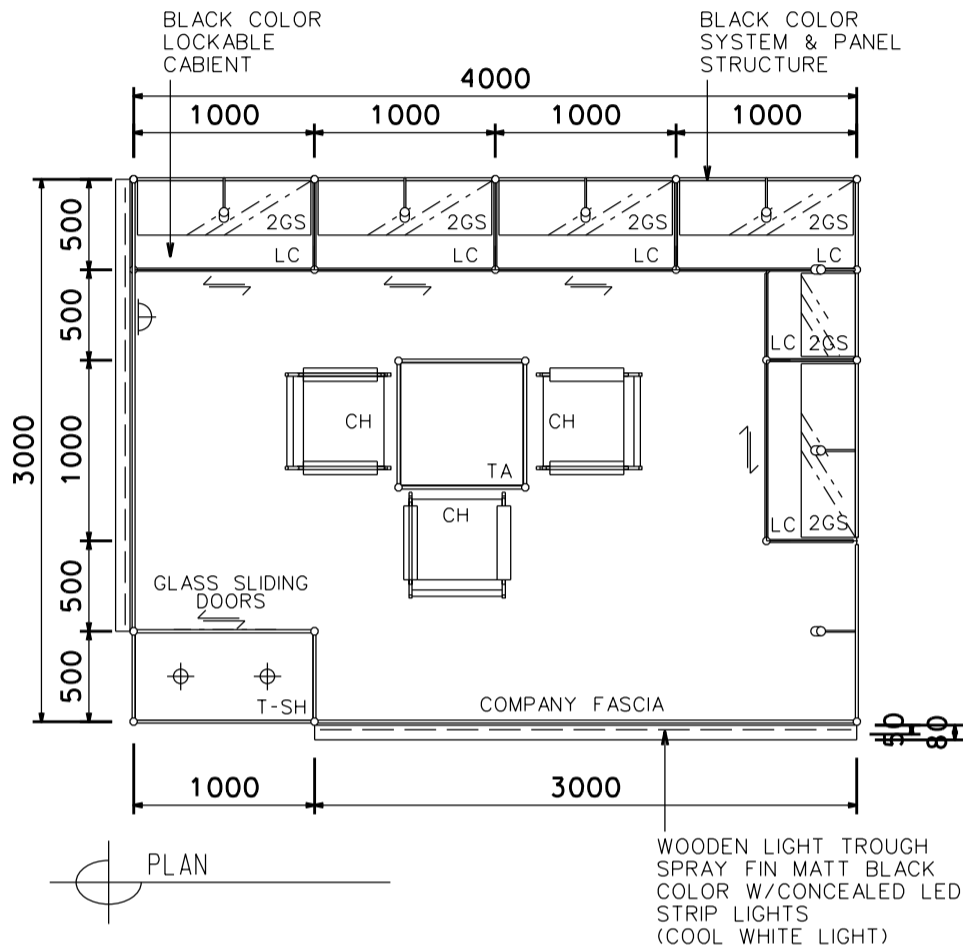 BLACK COLOR
LOCKABLE
CABIENT
BLACK COLOR
SYSTEM & PANEL
STRUCTURE
4000
1000 1000 1000 1000
2GS 2GS 2GS 2GS
LC LC LC LC
500
500
1000
500
500
3000
LC 2GS
CH CH
TA
CH
LC 2GS
GLASS SLIDING
DOORS
T-SH
COMPANY FASCIA
50
80
1000 3000
PLAN
WOODEN LIGHT TROUGH
SPRAY FIN MATT BLACK
COLOR W/CONCEALED LED
STRIP LIGHTS
(COOL WHITE LIGHT)